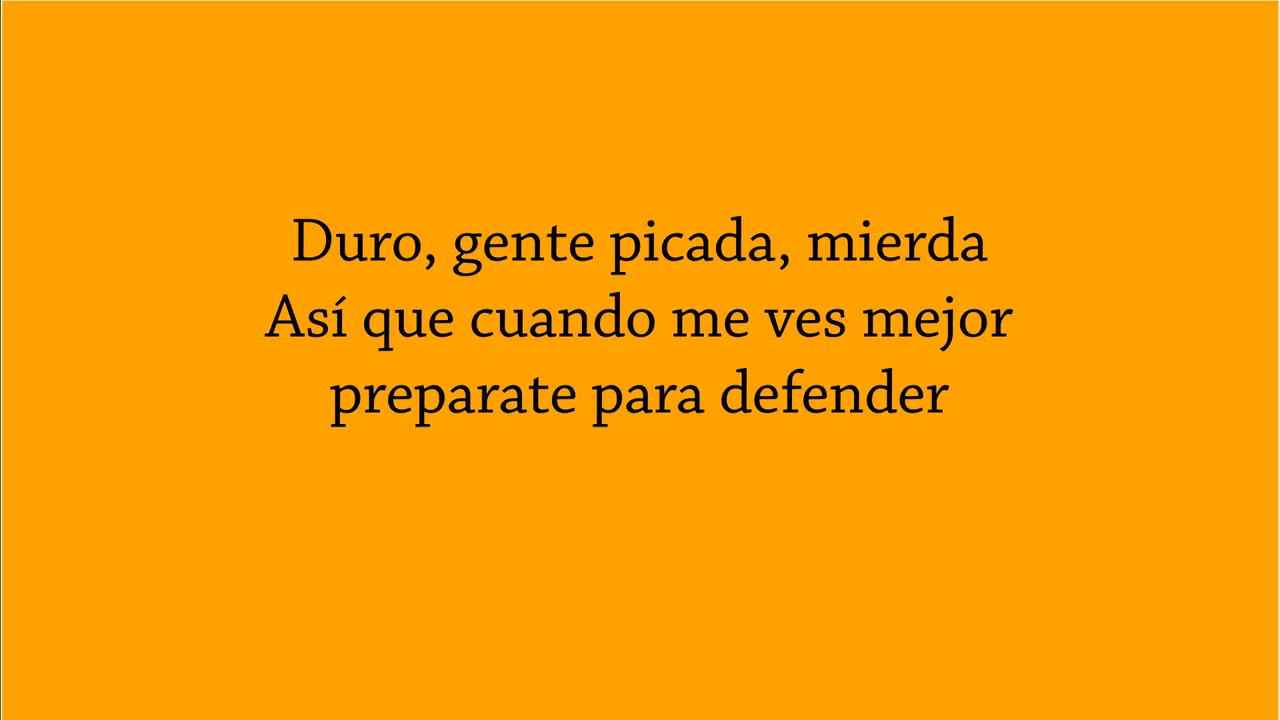 Duro, gente picada, mierda
Así que cuando me ves mejor
preparate para defender